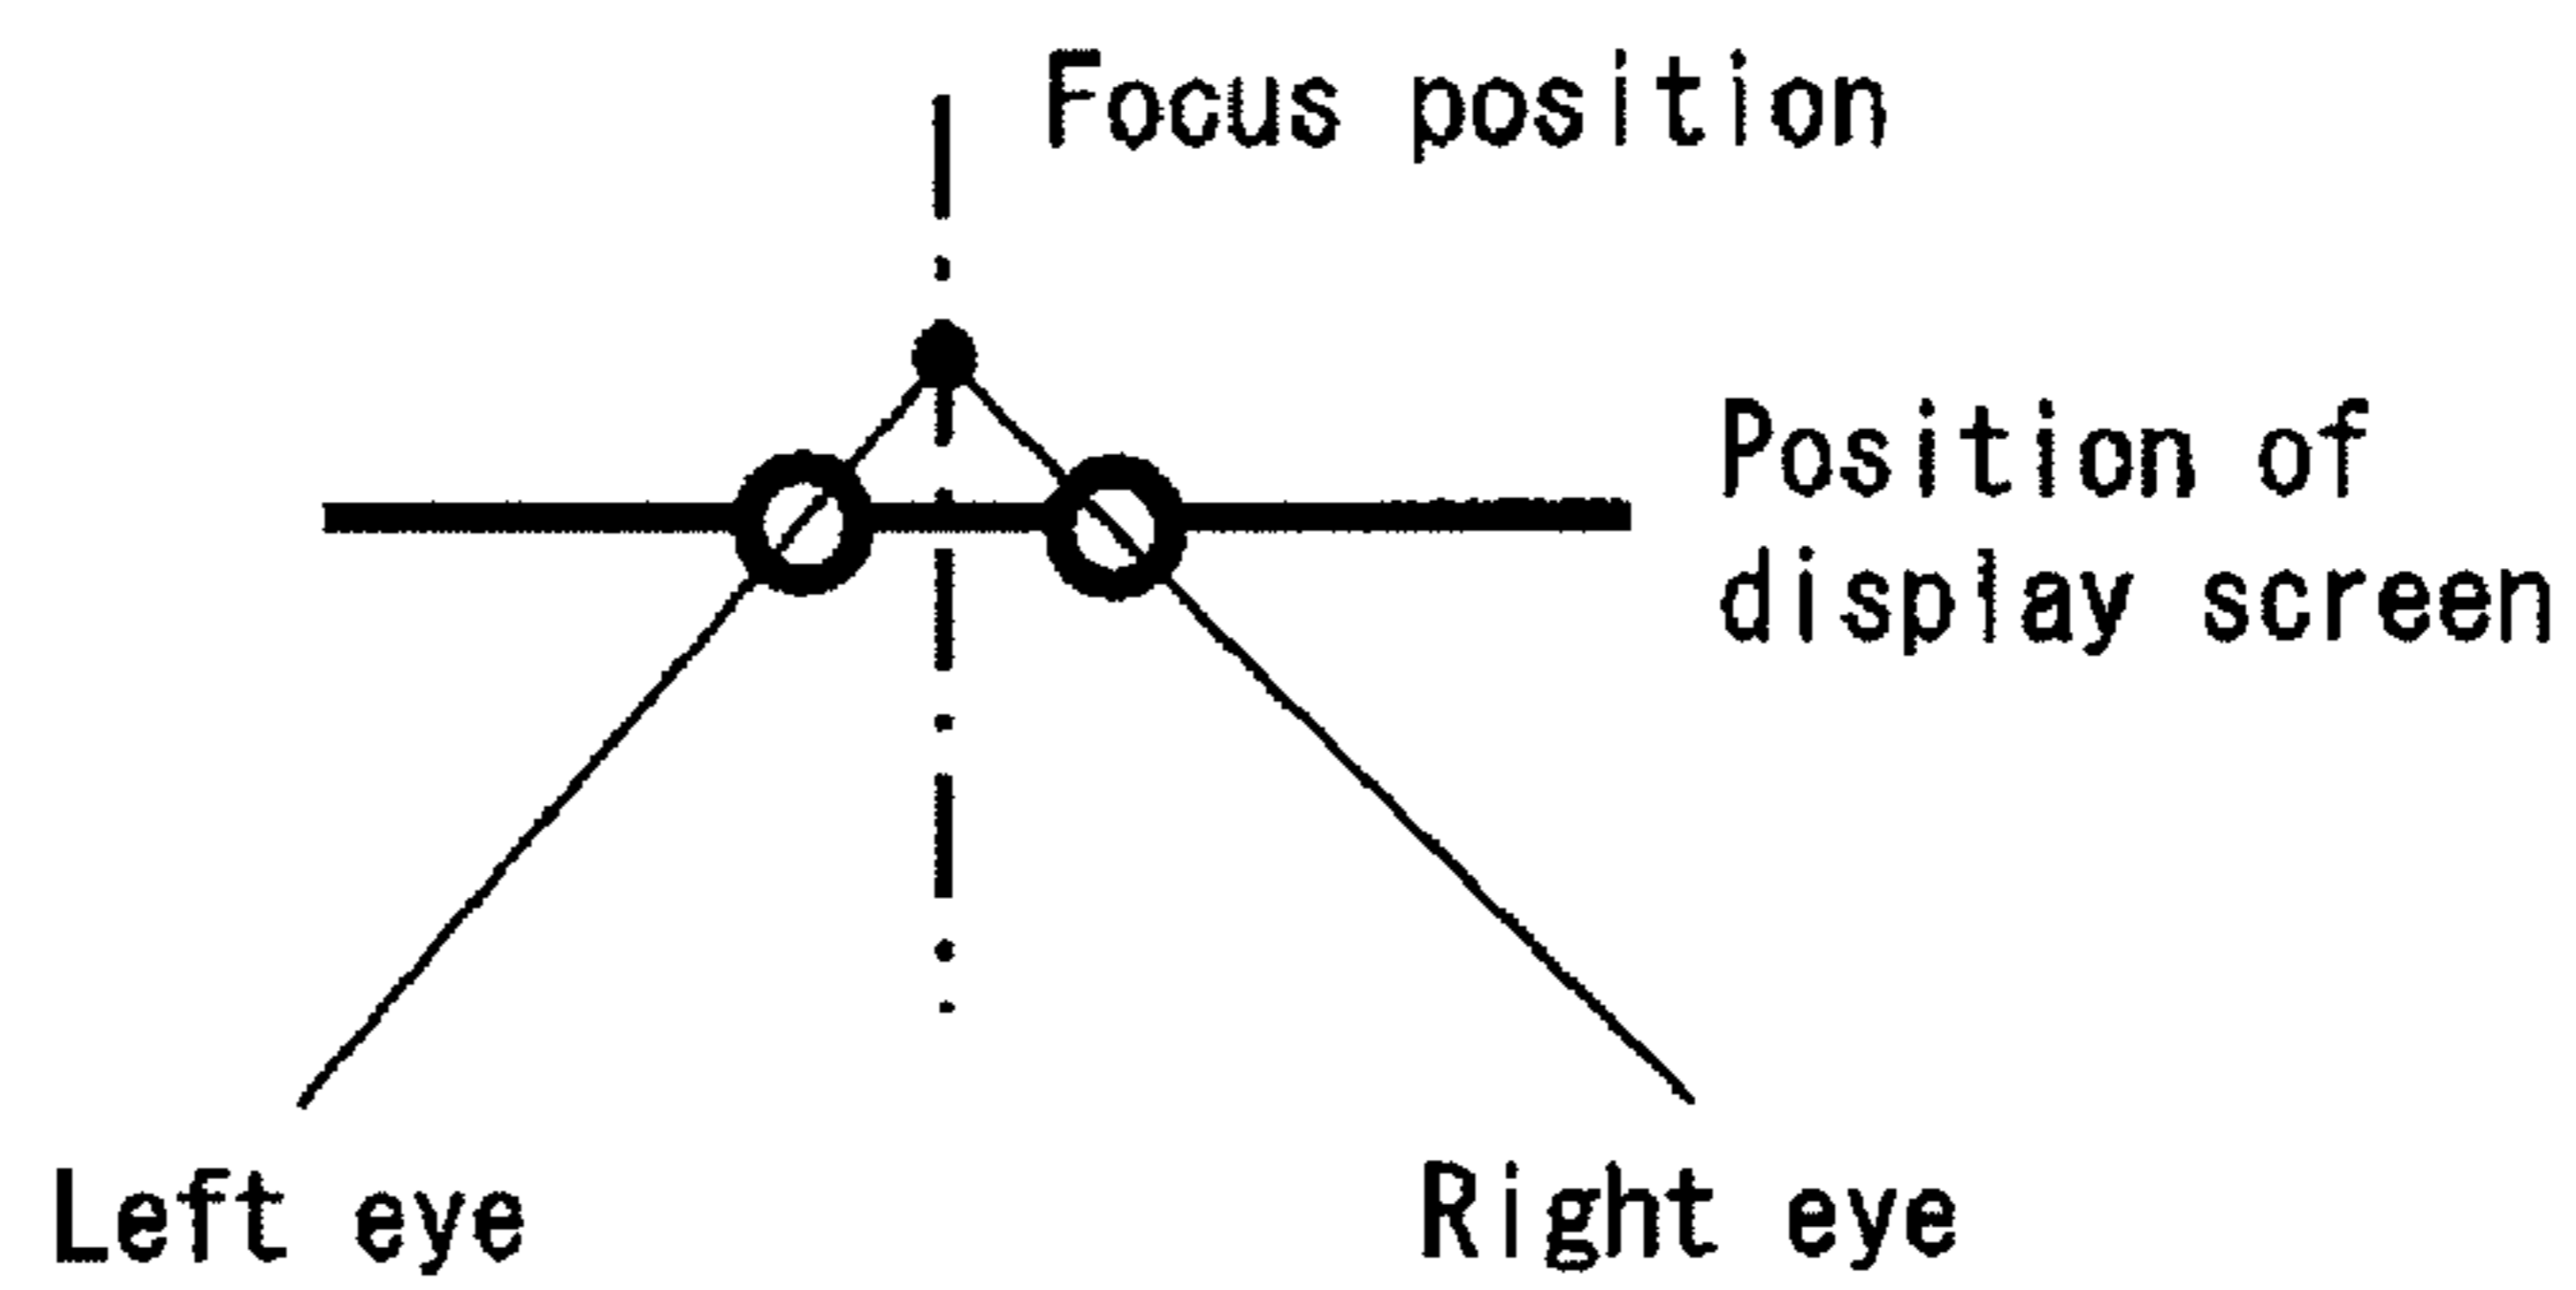 Focus position
Position of
display screen
Left eye
Right eye